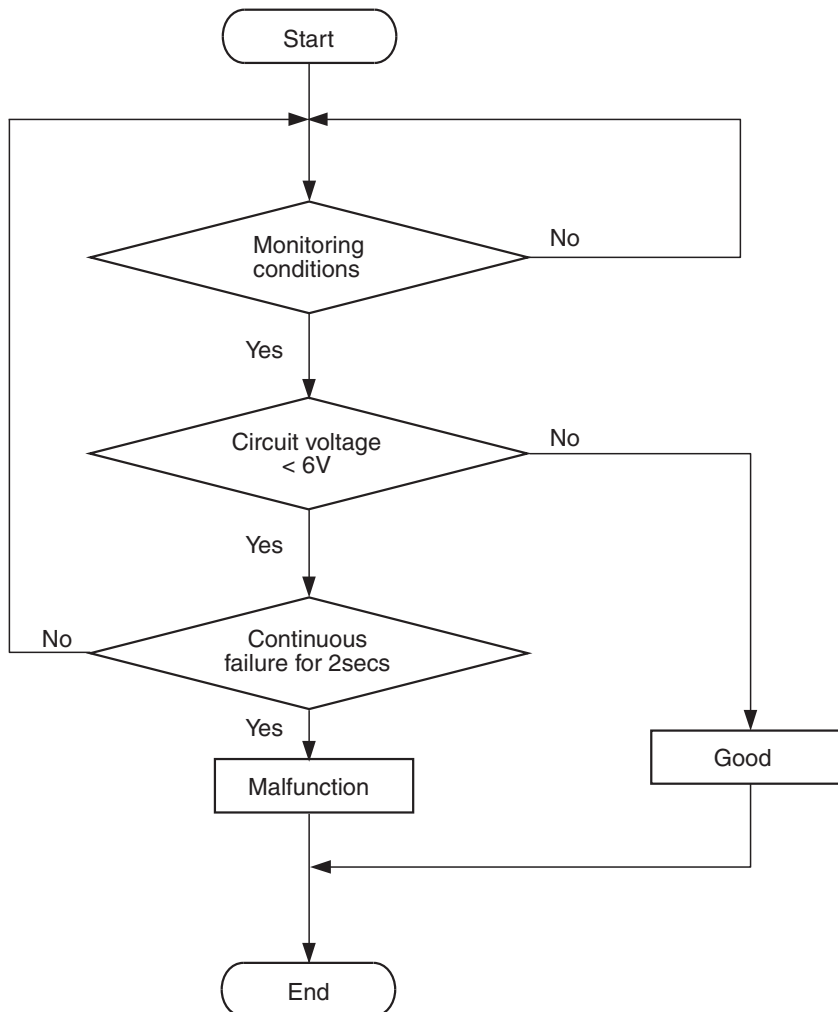 Start
Monitoring
conditions
No
Yes
Circuit voltage
< 6V
No
Yes
Continuous
failure for 2secs
No
Yes
Malfunction
Good
End